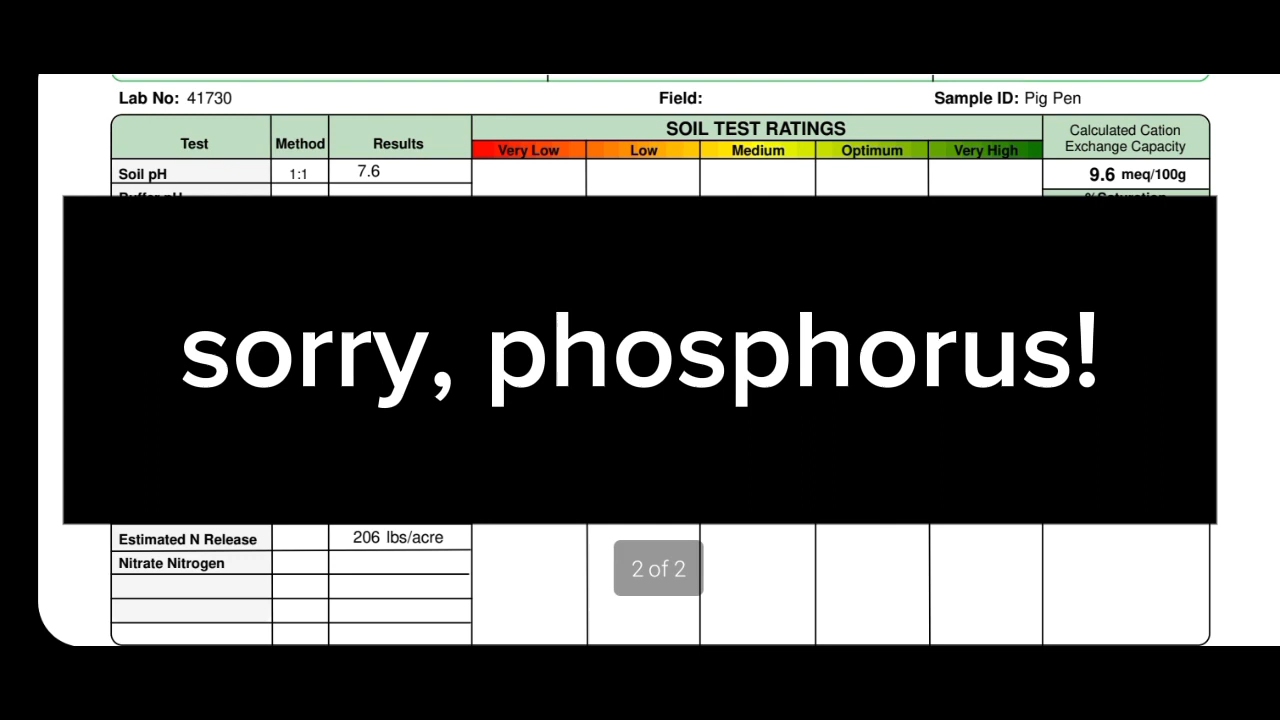 Lab No: 41730 Field: Sample ID: Pig Pen
Test Method Results SOIL TEST RATINGS Calculated Cation Exchange Capacity
Very Low Low Medium Optimum Very High
Soil pH 1:1 7.6 9.6 meq/100g
sorry, phosphorus!
Estimated N Release 206 lbs/acre
Nitrate Nitrogen
2 of 2